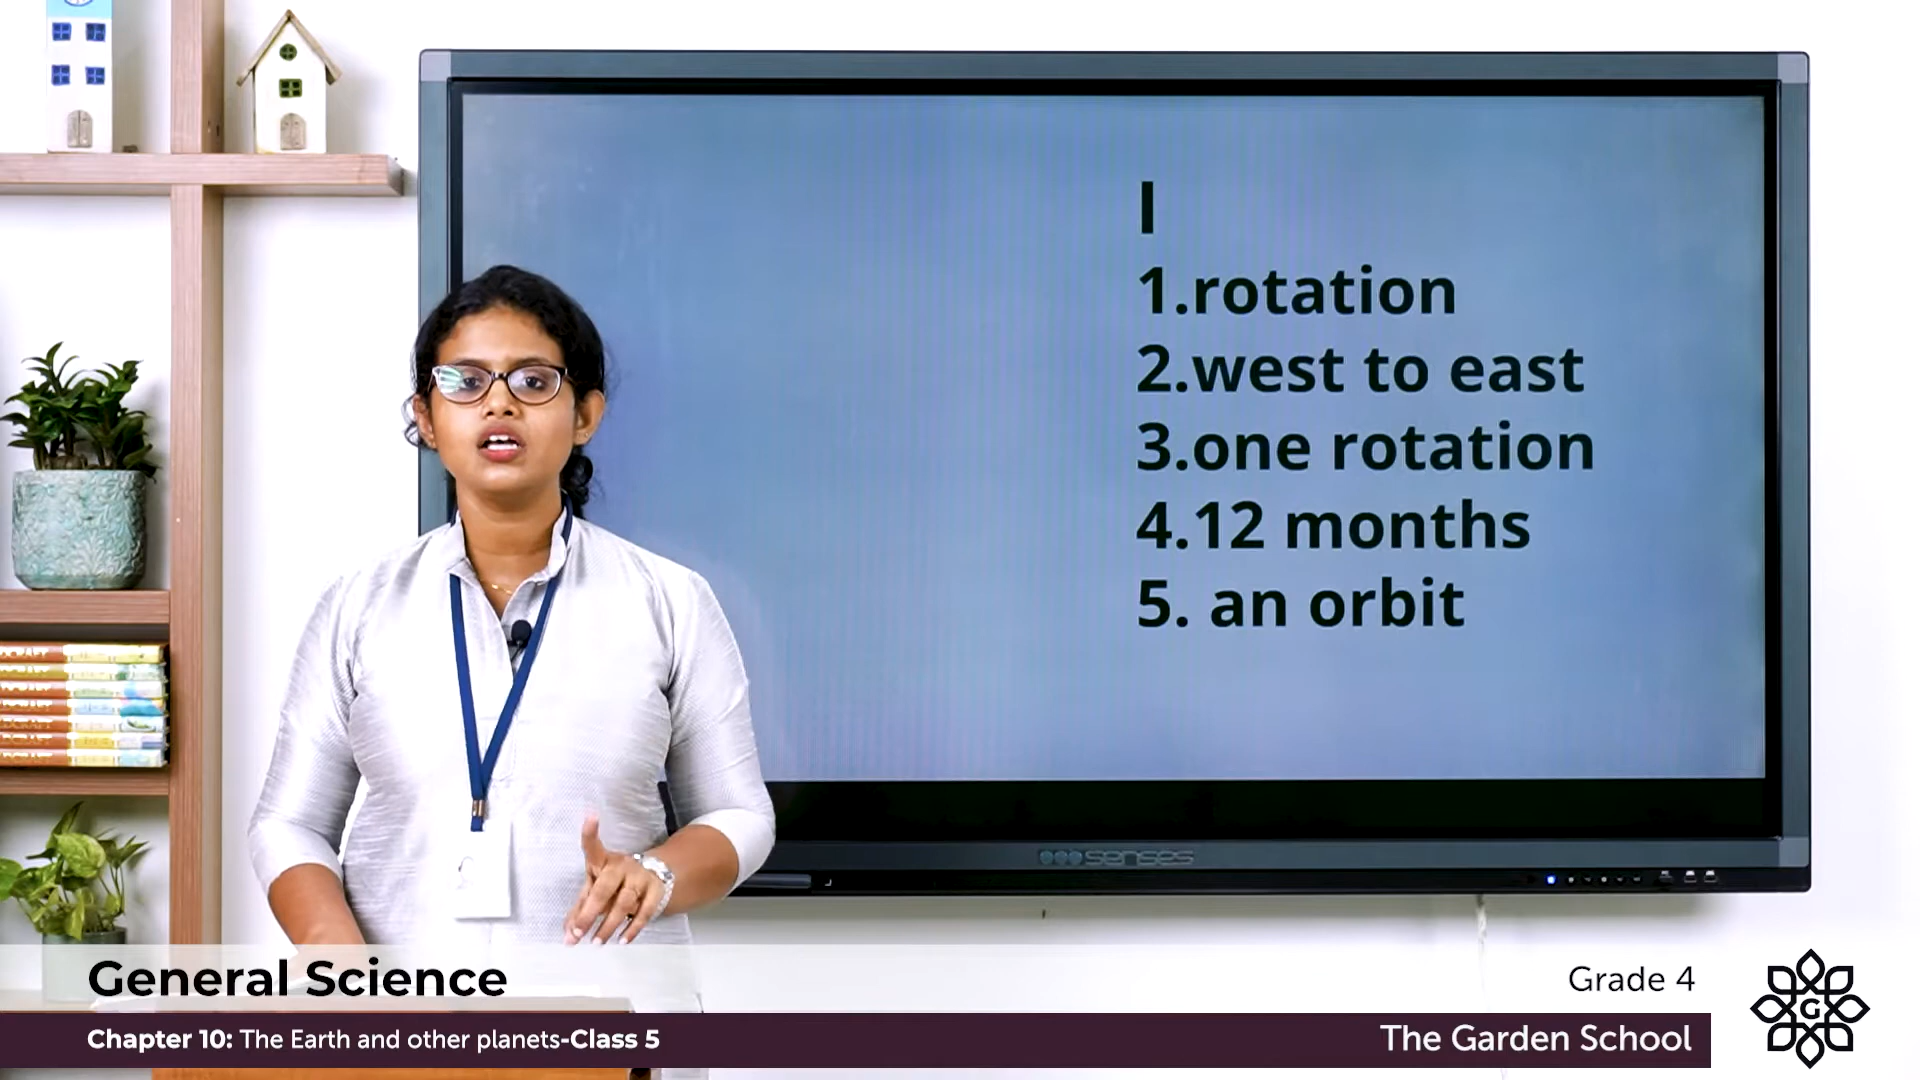 I
1.rotation
2.west to east
3.one rotation
4.12 months
5. an orbit
senses
General Science
Grade 4
Chapter 10: The Earth and other planets-Class 5
The Garden School
G